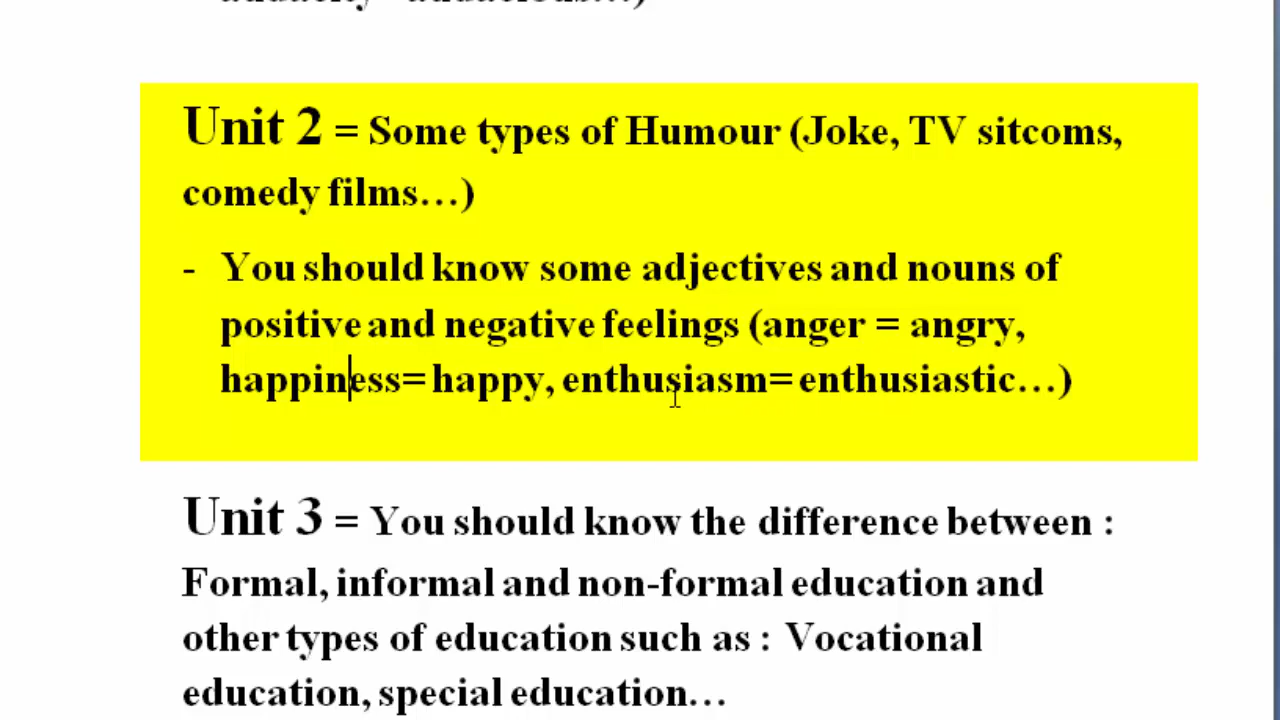 Unit 2 = Some types of Humour (Joke, TV sitcoms,
comedy films…)
- You should know some adjectives and nouns of
positive and negative feelings (anger = angry,
happiness= happy, enthusiasm= enthusiastic…)
Unit 3 = You should know the difference between :
Formal, informal and non-formal education and
other types of education such as : Vocational
education, special education…